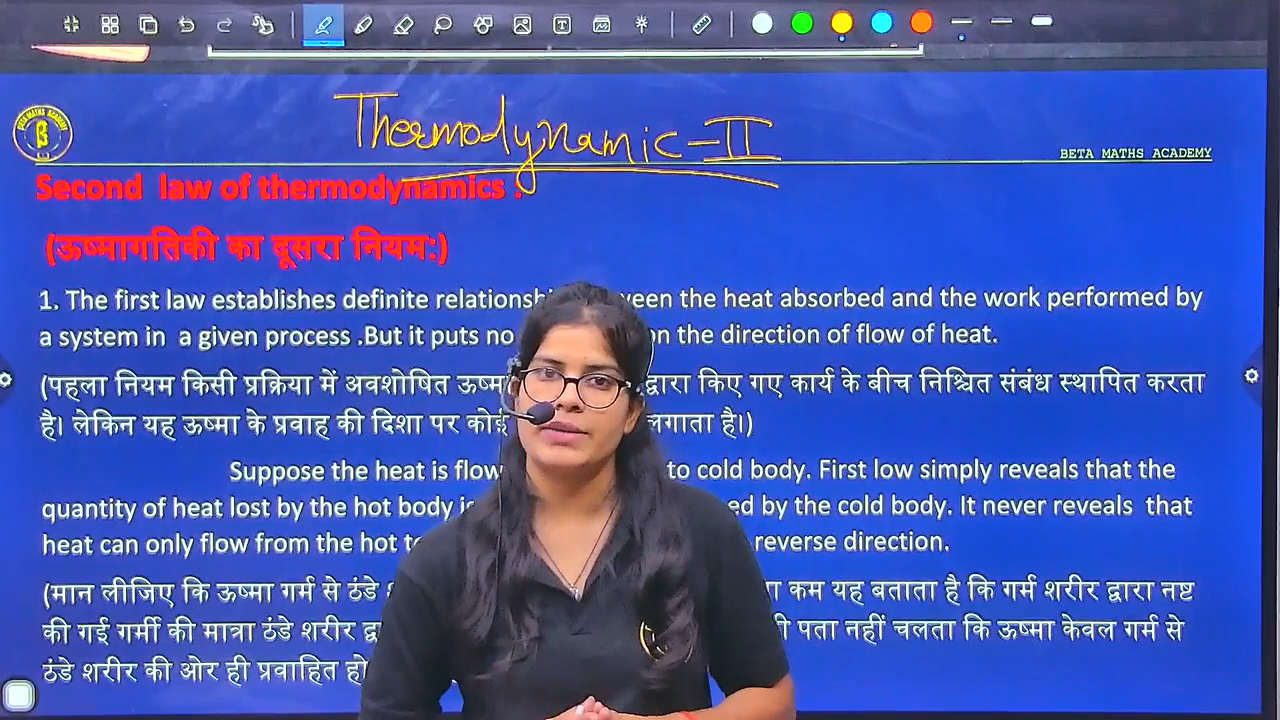 Thermodynamic-II
BETA MATHS ACADEMY
β
BETA MATHS ACADEMY
Second law of thermodynamics :
(ऊष्मागतिकी का दूसरा नियम:)
1. The first law establishes definite relationshi ween the heat absorbed and the work performed by
a system in a given process .But it puts no on the direction of flow of heat.
(पहला नियम किसी प्रक्रिया में अवशोषित ऊष्म द्वारा किए गए कार्य के बीच निश्चित संबंध स्थापित करता
है। लेकिन यह ऊष्मा के प्रवाह की दिशा पर कोई लगाता है।)
Suppose the heat is flow to cold body. First low simply reveals that the
quantity of heat lost by the hot body is ed by the cold body. It never reveals that
heat can only flow from the hot to reverse direction.
(मान लीजिए कि ऊष्मा गर्म से ठंडे कम यह बताता है कि गर्म शरीर द्वारा नष्ट
की गई गर्मी की मात्रा ठंडे शरीर द्वा पता नहीं चलता कि ऊष्मा केवल गर्म से
ठंडे शरीर की ओर ही प्रवाहित हो